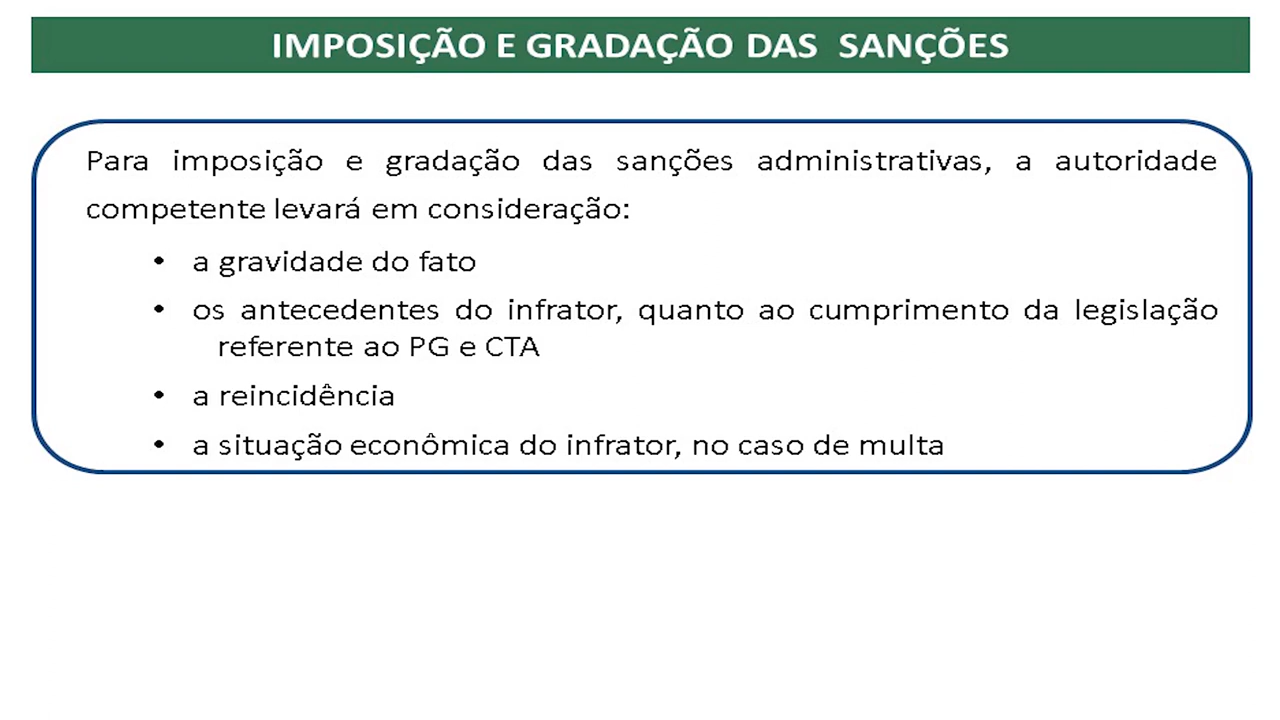 IMPOSIÇÃO E GRADAÇÃO DAS SANÇÕES
Para imposição e gradação das sanções administrativas, a autoridade
competente levará em consideração:
• a gravidade do fato
• os antecedentes do infrator, quanto ao cumprimento da legislação
referente ao PG e CTA
• a reincidência
• a situação econômica do infrator, no caso de multa